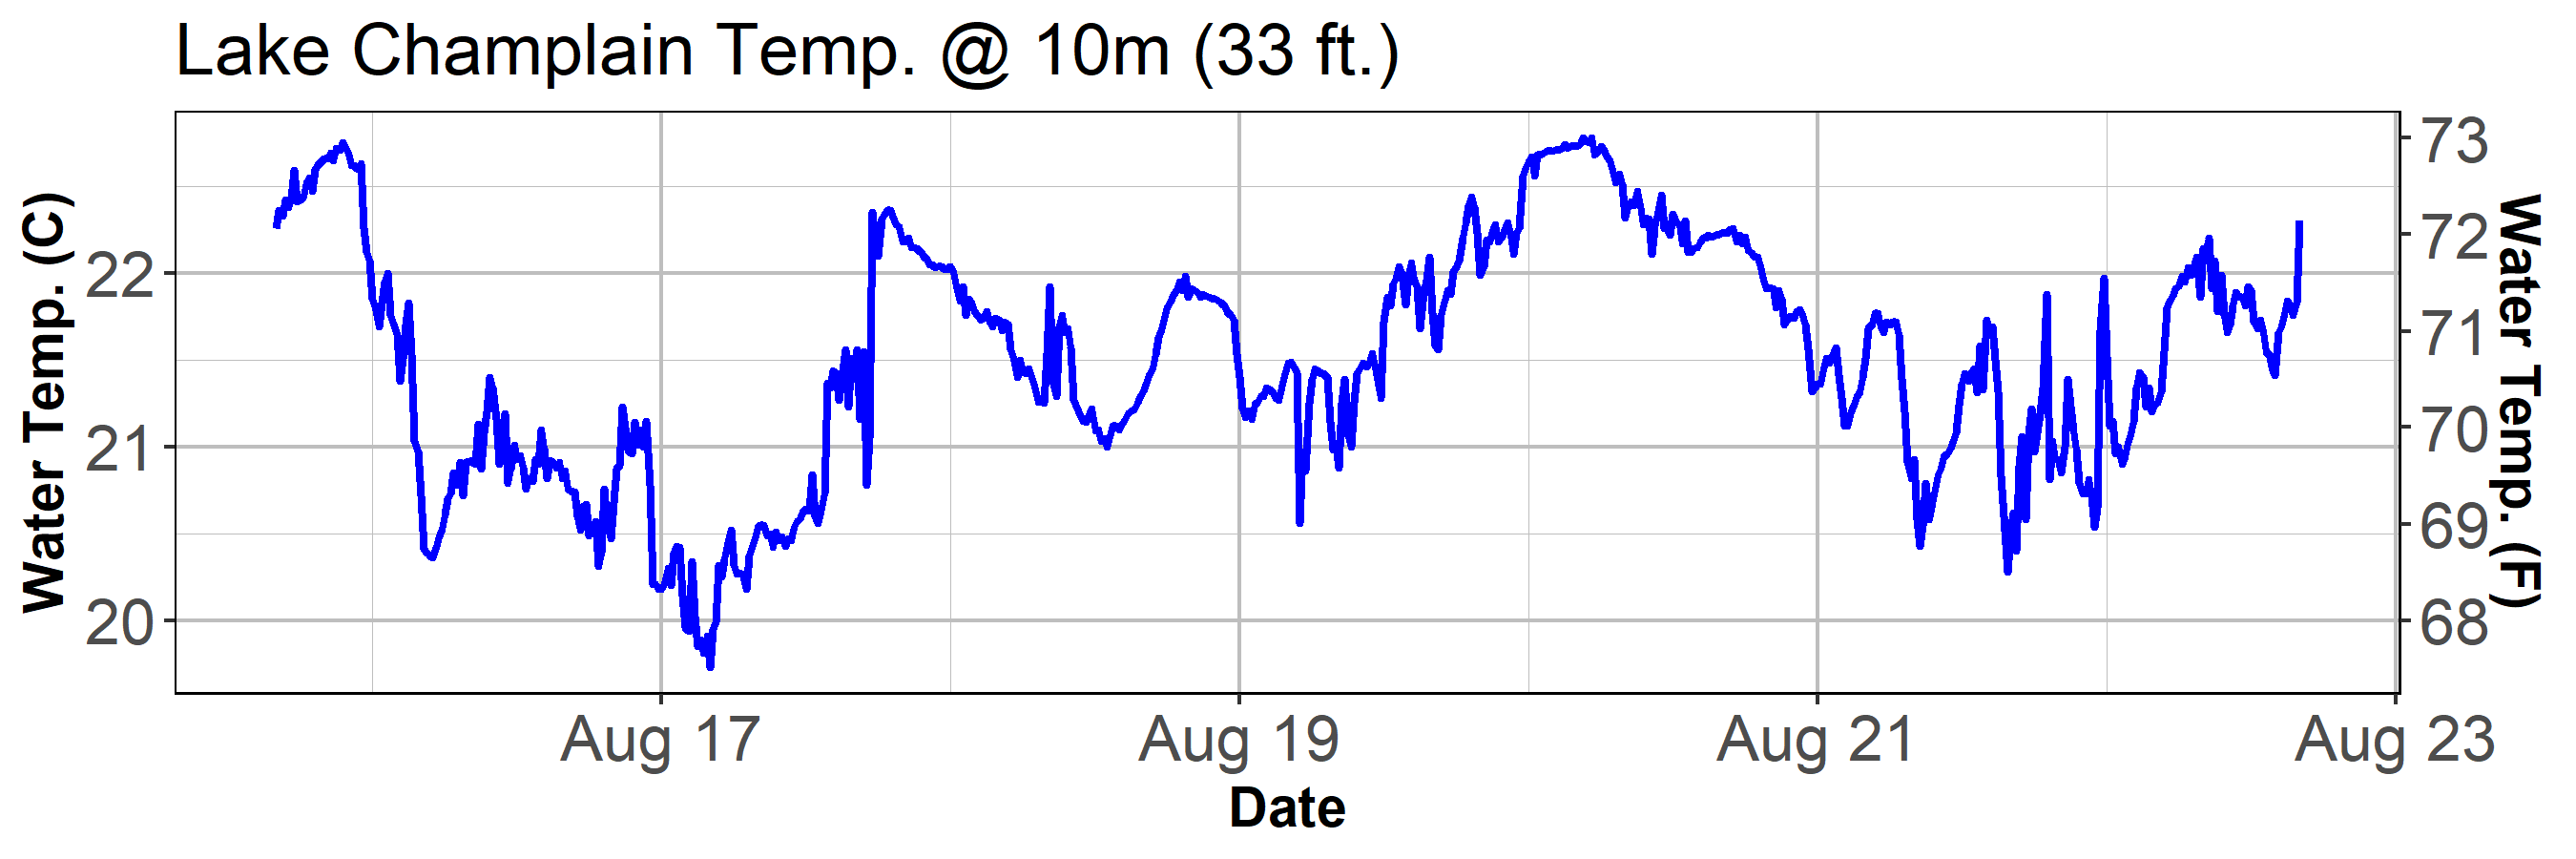 Lake Champlain Temp. @ 10m (33 ft.)
Water Temp. (C)
22
21
20
73
72
71
70
69
68
Water Temp. (F)
Aug 17 Aug 19 Aug 21 Aug 23
Date